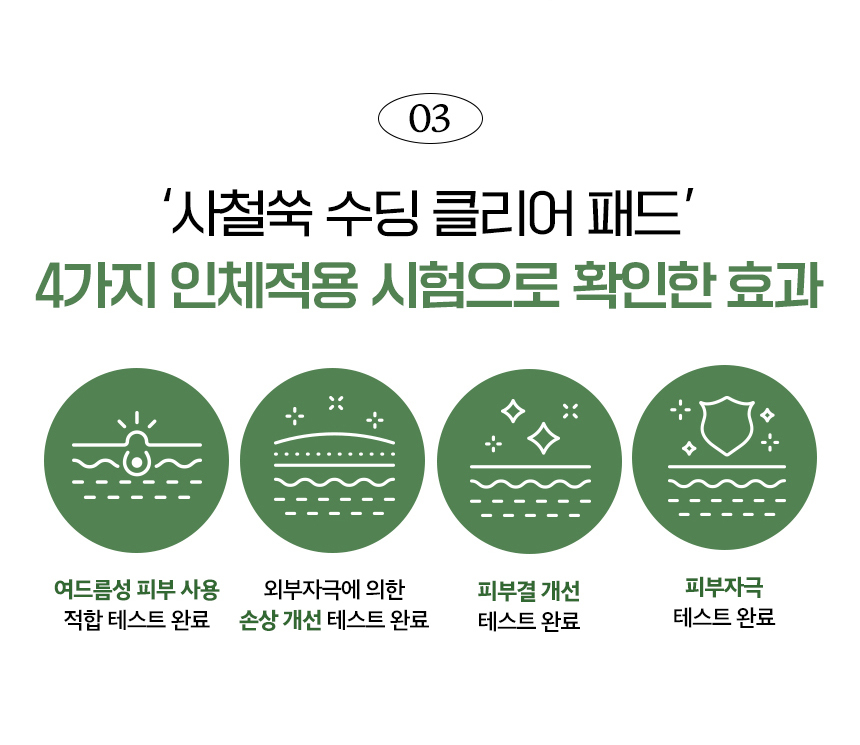 03
‘사철쑥 수딩 클리어 패드’
4가지 인체적용 시험으로 확인한 효과
여드름성 피부 사용
적합 테스트 완료
외부자극에 의한
손상 개선 테스트 완료
피부결 개선
테스트 완료
피부자극
테스트 완료